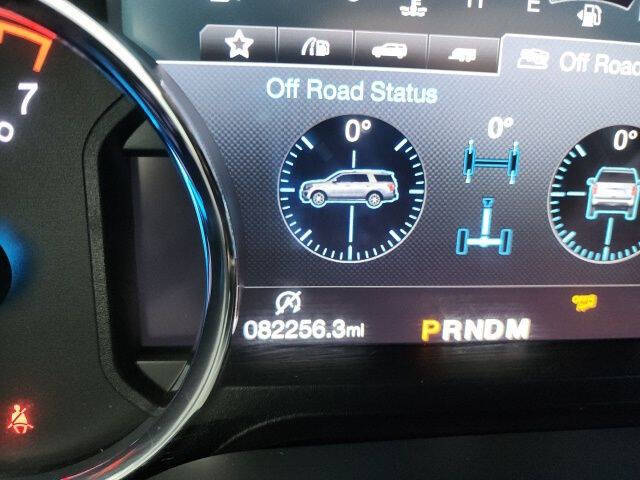 H E
7
Off Road
Off Road Status
0° 0° 0°
082256.3mi PRNDM